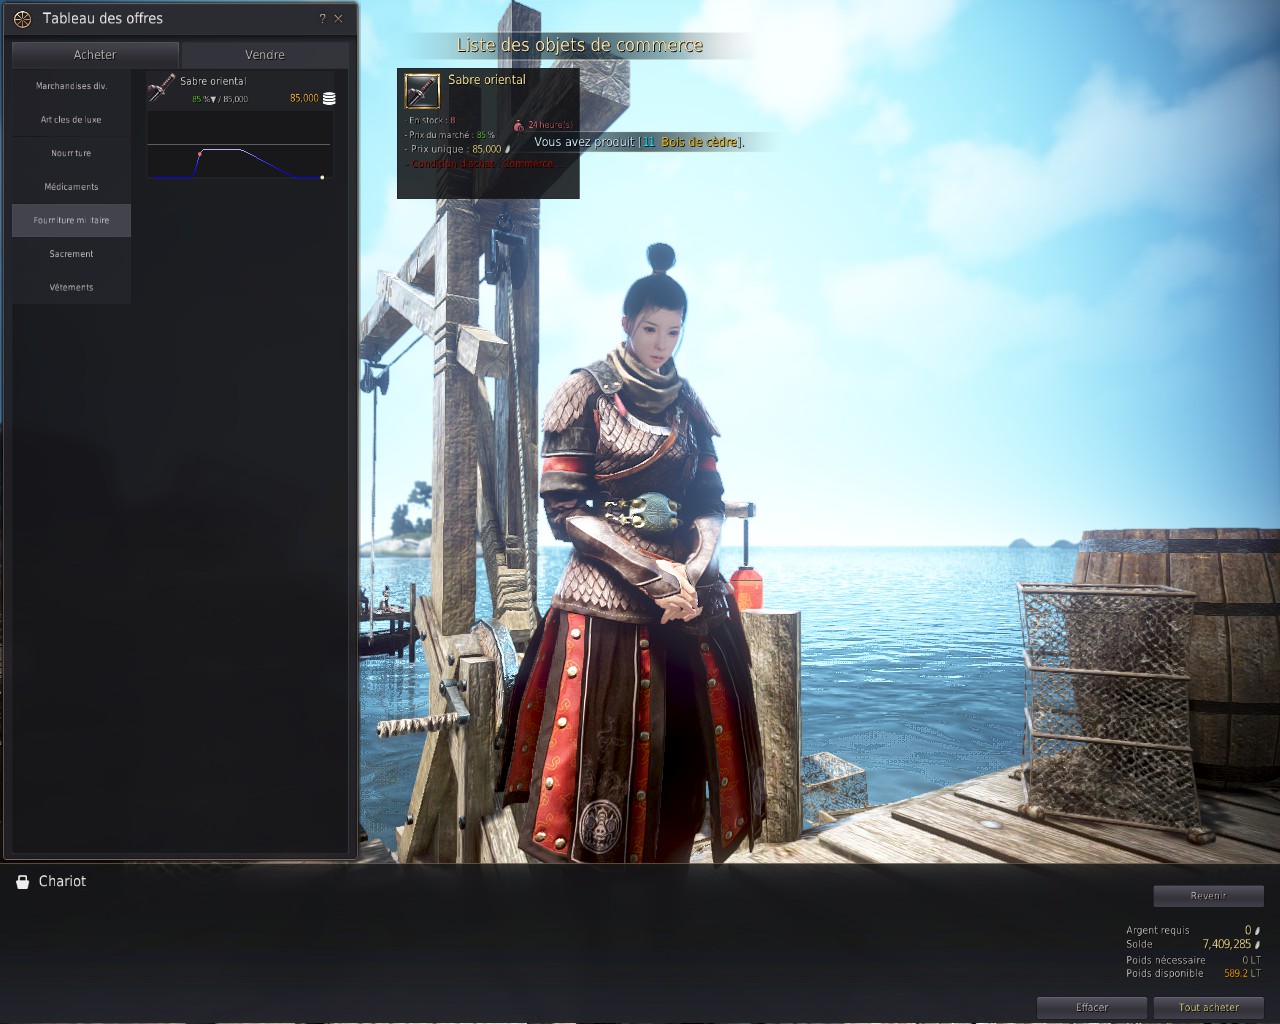 Tableau des offres
?
Acheter
Vendre
Marchandises div.
Articles de luxe
Nourriture
Médicaments
Fourniture militaire
Sacrement
Vêtements
Sabre oriental
85 %▼/ 85,000
85,000
Liste des objets de commerce
Sabre oriental
- En stock : 8
24 heure(s)
- Prix du marché : 85 %
- Prix unique : 85,000
- Condition d'achat : Commerce
Vous avez produit [11 Bois de cèdre].
Chariot
Revenir
Argent requis 0
Solde 7,409,285
Poids nécessaire 0 LT
Poids disponible 589.2 LT
Effacer
Tout acheter